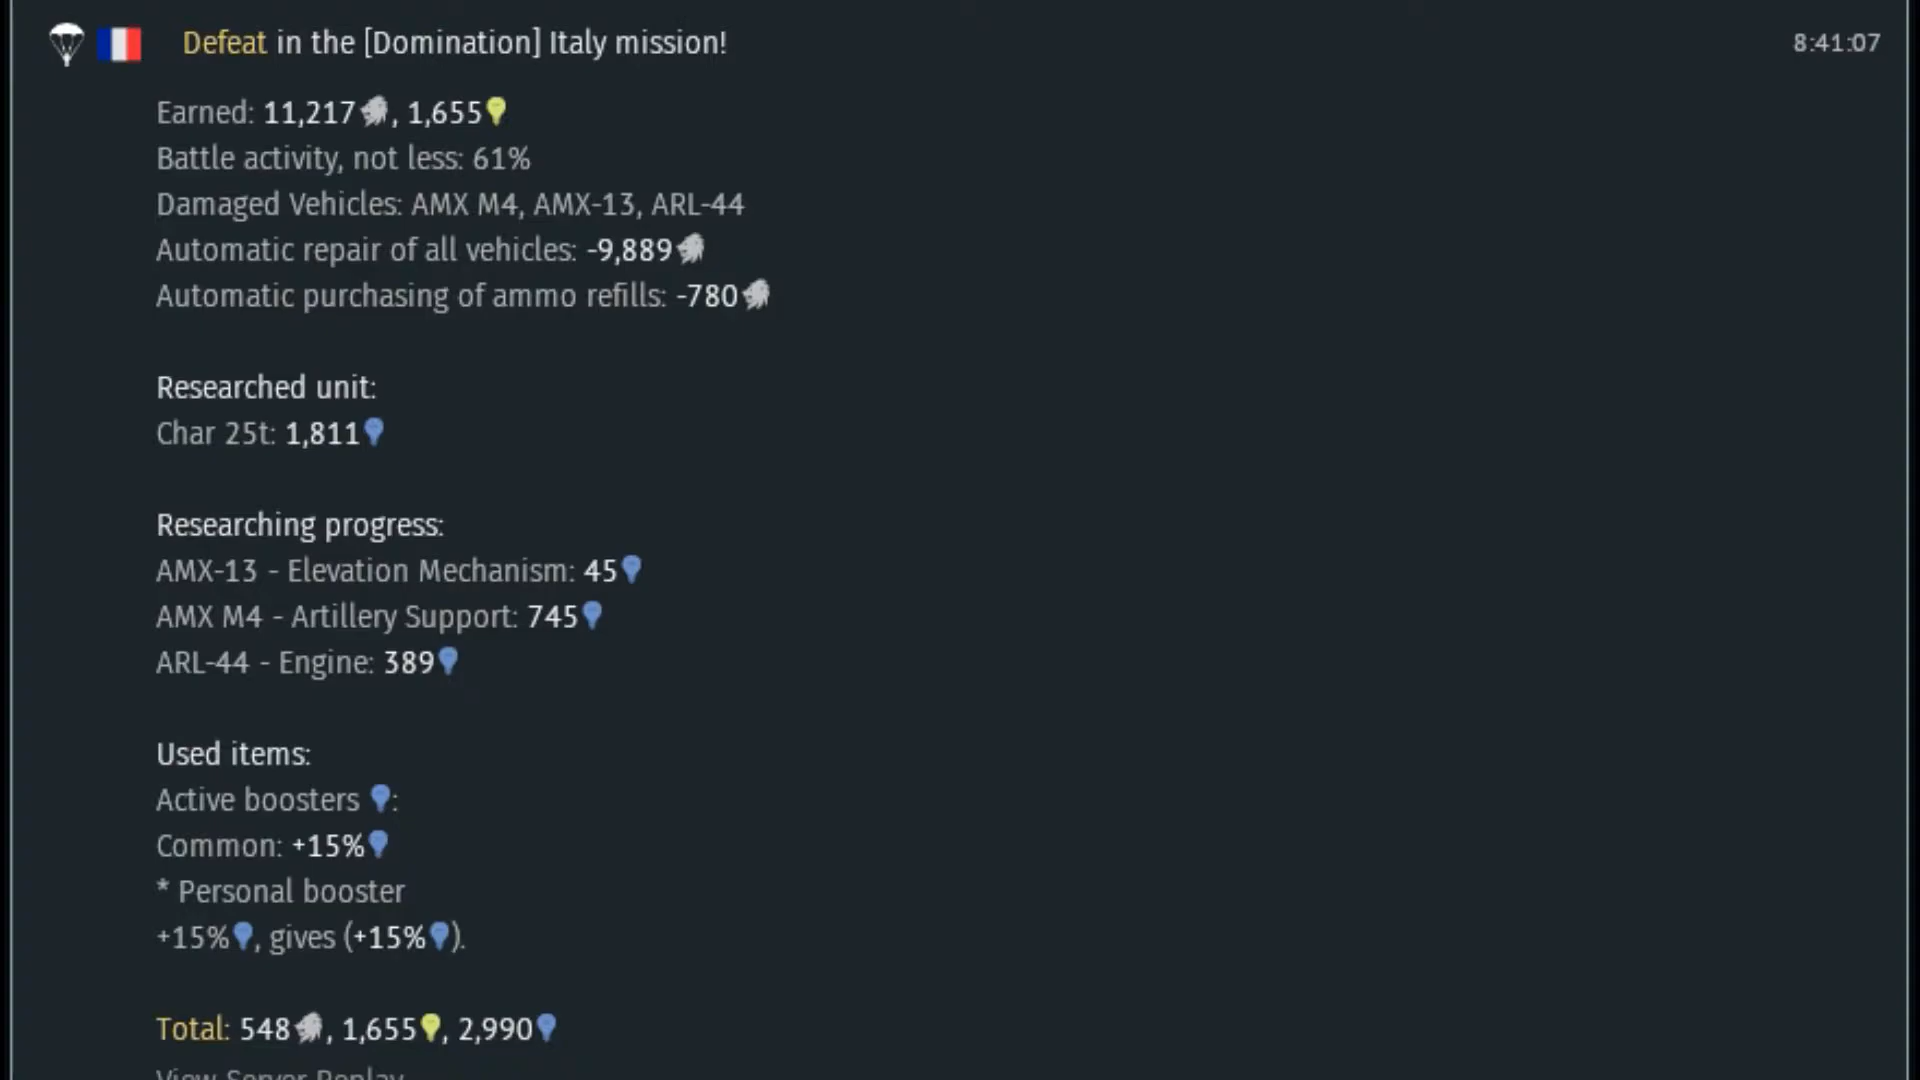 Defeat in the [Domination] Italy mission! 8:41:07
Earned: 11,217, 1,655
Battle activity, not less: 61%
Damaged Vehicles: AMX M4, AMX-13, ARL-44
Automatic repair of all vehicles: -9,889
Automatic purchasing of ammo refills: -780
Researched unit:
Char 25t: 1,811
Researching progress:
AMX-13 - Elevation Mechanism: 45
AMX M4 - Artillery Support: 745
ARL-44 - Engine: 389
Used items:
Active boosters :
Common: +15%
* Personal booster
+15%, gives (+15%).
Total: 548, 1,655, 2,990
View Server Replay